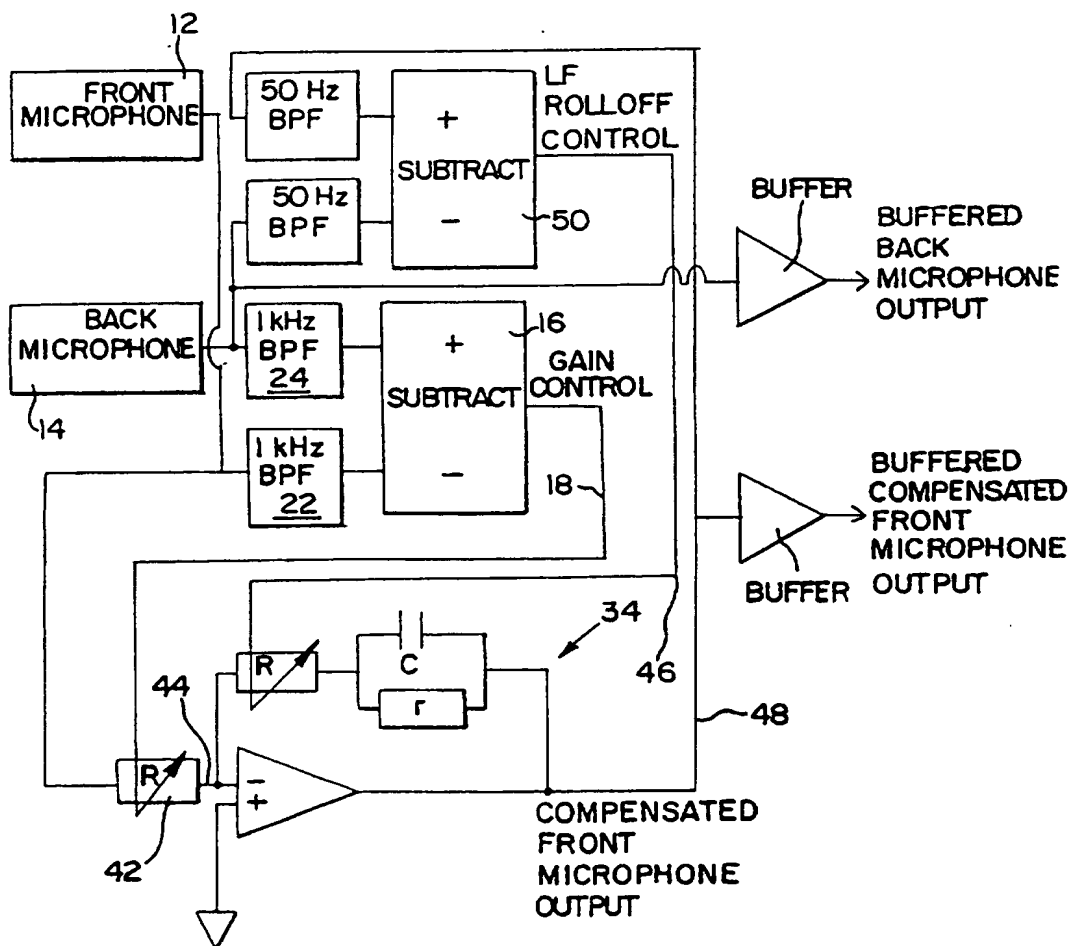 12
FRONT
MICROPHONE
50 Hz
BPF
+
SUBTRACT
-
50
LF
ROLLOFF
CONTROL
50 Hz
BPF
BUFFER
BUFFERED
BACK
MICROPHONE
OUTPUT
BACK
MICROPHONE
14
1 kHz
BPF
24
+
SUBTRACT
-
16
GAIN
CONTROL
1 kHz
BPF
22
18
BUFFERED
COMPENSATED
FRONT
MICROPHONE
OUTPUT
BUFFER
34
R
C
r
46
48
44
R
42
-
+
COMPENSATED
FRONT
MICROPHONE
OUTPUT